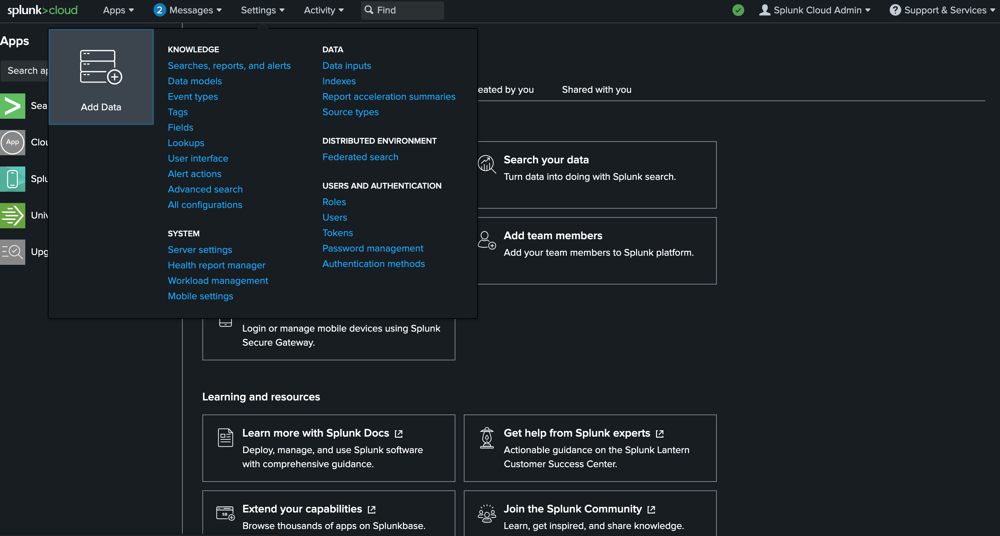 splunk>cloud
Apps
2 Messages
Settings
Activity
Find
Splunk Cloud Admin
Support & Services
Apps
Search ap
Sea
App Clou
Splu
Univ
Upg
Add Data
KNOWLEDGE
Searches, reports, and alerts
Data models
Event types
Tags
Fields
Lookups
User interface
Alert actions
Advanced search
All configurations
SYSTEM
Server settings
Health report manager
Workload management
Mobile settings
DATA
Data inputs
Indexes
Report acceleration summaries
Source types
DISTRIBUTED ENVIRONMENT
Federated search
USERS AND AUTHENTICATION
Roles
Users
Tokens
Password management
Authentication methods
eated by you
Shared with you
Search your data
Turn data into doing with Splunk search.
Add team members
Add your team members to Splunk platform.
Login or manage mobile devices using Splunk
Secure Gateway.
Learning and resources
Learn more with Splunk Docs
Deploy, manage, and use Splunk software
with comprehensive guidance.
Get help from Splunk experts
Actionable guidance on the Splunk Lantern
Customer Success Center.
SB
Extend your capabilities
Browse thousands of apps on Splunkbase.
Join the Splunk Community
Learn, get inspired, and share knowledge.